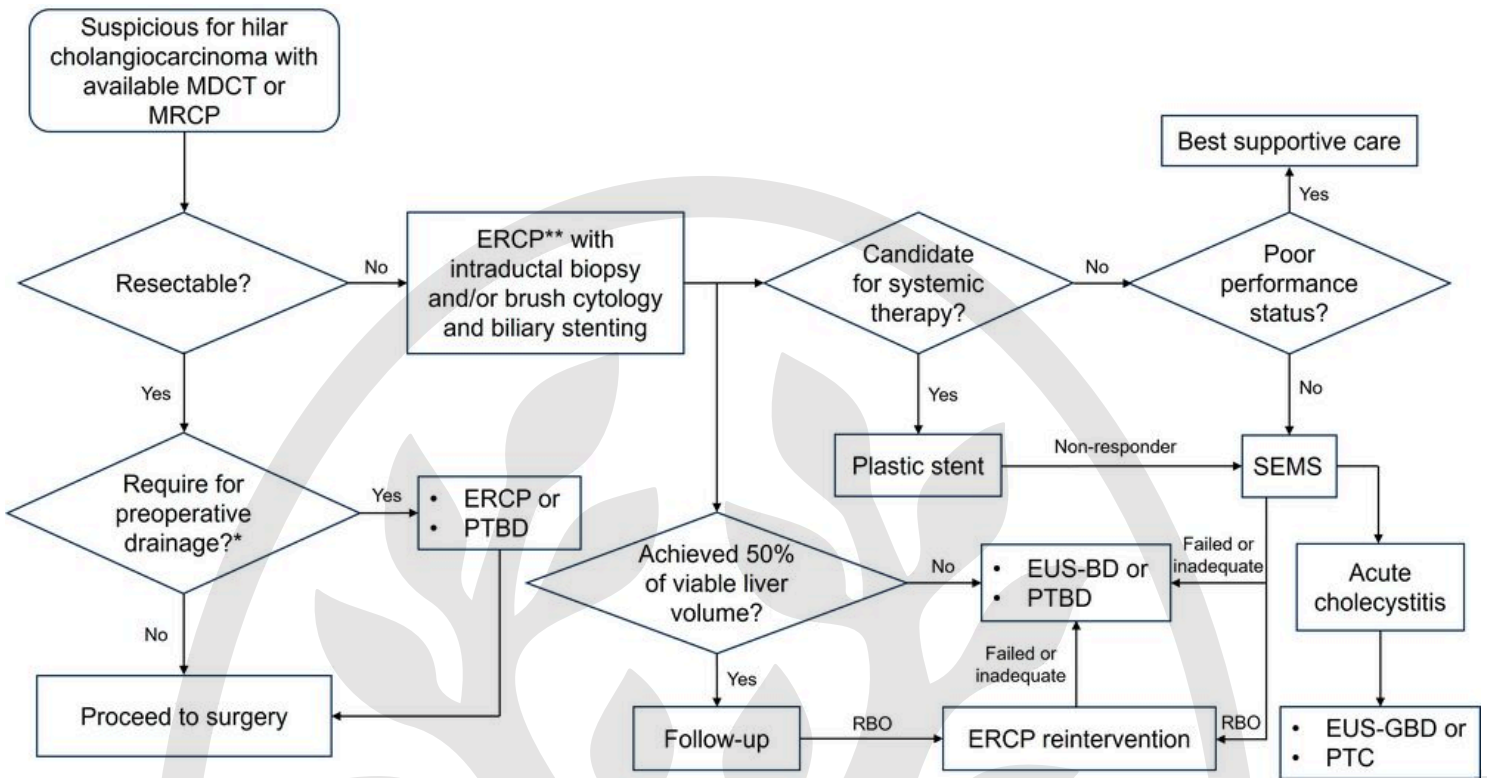 Suspicious for hilar
cholangiocarcinoma with
available MDCT or
MRCP
Resectable?
No
ERCP** with
intraductal biopsy
and/or brush cytology
and biliary stenting
Candidate
for systemic
therapy?
No
Poor
performance
status?
Yes
Best supportive care
Yes
Yes
No
Require for
preoperative
drainage?*
Yes
• ERCP or
• PTBD
Plastic stent
Non-responder
SEMS
No
Proceed to surgery
Achieved 50%
of viable liver
volume?
No
• EUS-BD or
• PTBD
Failed or
inadequate
Acute
cholecystitis
Yes
Failed or
inadequate
Follow-up
RBO
ERCP reintervention
RBO
• EUS-GBD or
• PTC